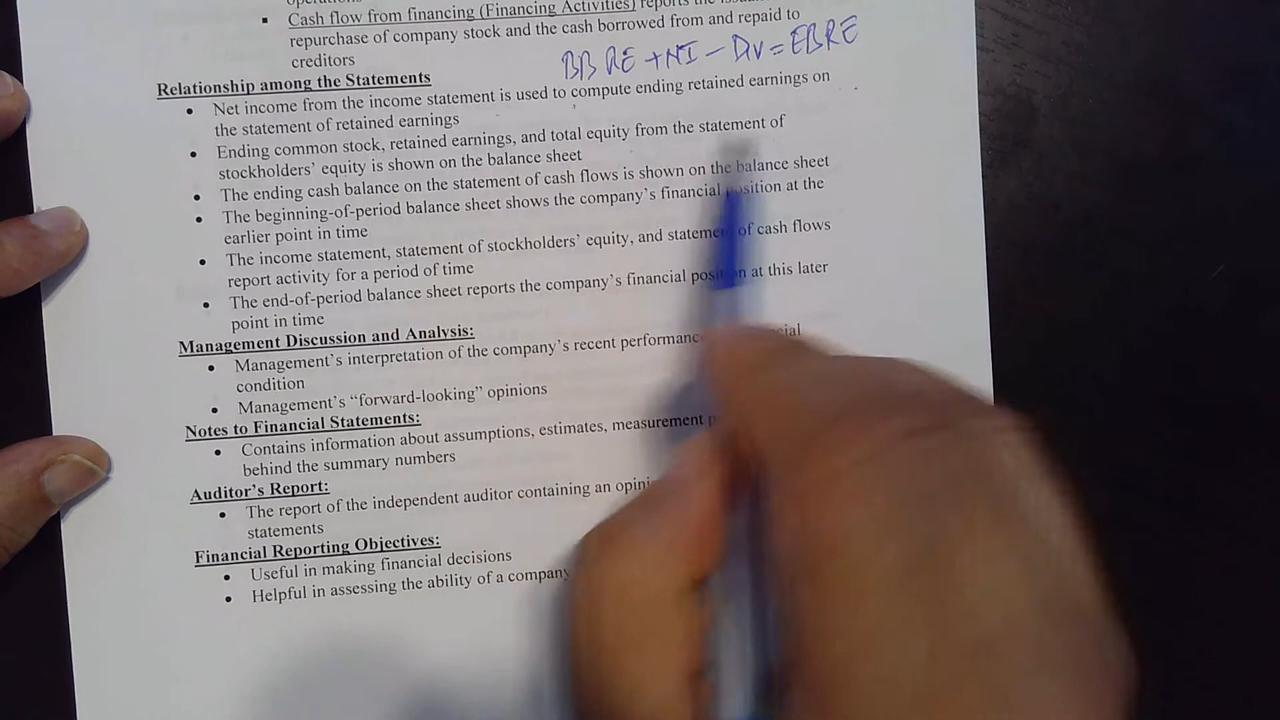 Cash flow from financing (Financing Activities) reports the
repurchase of company stock and the cash borrowed from and repaid to
creditors
BB RE + NI - Div = EBRE
Relationship among the Statements
• Net income from the income statement is used to compute ending retained earnings on
the statement of retained earnings
• Ending common stock, retained earnings, and total equity from the statement of
stockholders' equity is shown on the balance sheet
• The ending cash balance on the statement of cash flows is shown on the balance sheet
• The beginning-of-period balance sheet shows the company's financial position at the
earlier point in time
• The income statement, statement of stockholders' equity, and statement of cash flows
report activity for a period of time
• The end-of-period balance sheet reports the company's financial position at this later
point in time
Management Discussion and Analysis:
• Management's interpretation of the company's recent performance
condition
• Management's "forward-looking" opinions
Notes to Financial Statements:
• Contains information about assumptions, estimates, measurement
behind the summary numbers
Auditor's Report:
• The report of the independent auditor containing an
statements
Financial Reporting Objectives:
• Useful in making financial decisions
• Helpful in assessing the ability of a company